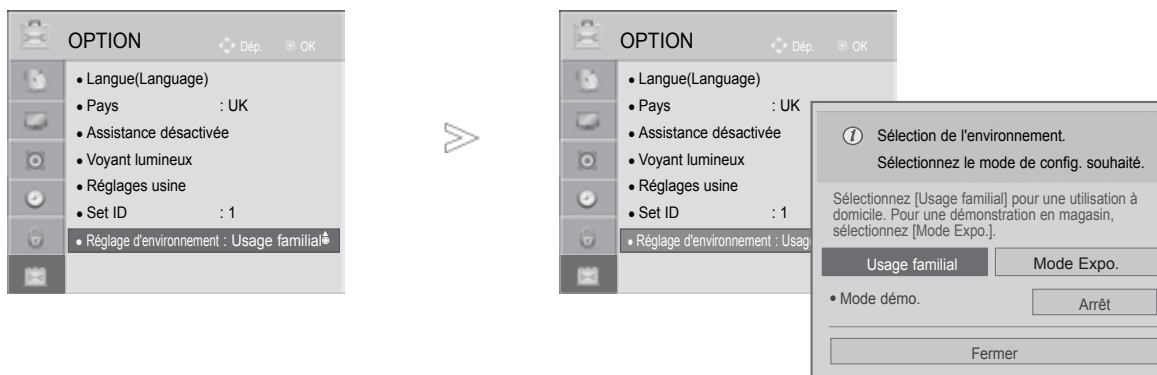 OPTION
Dép. OK
• Langue(Language)
• Pays : UK
• Assistance désactivée
• Voyant lumineux
• Réglages usine
• Set ID : 1
• Réglage d'environnement : Usage familial
OPTION
Dép. OK
• Langue(Language)
• Pays : UK
• Assistance désactivée
• Voyant lumineux
• Réglages usine
• Set ID : 1
• Réglage d'environnement : Usag
Sélection de l'environnement.
Sélectionnez le mode de config. souhaité.
Sélectionnez [Usage familial] pour une utilisation à
domicile. Pour une démonstration en magasin,
sélectionnez [Mode Expo.].
Usage familial
Mode Expo.
• Mode démo.
Arrêt
Fermer